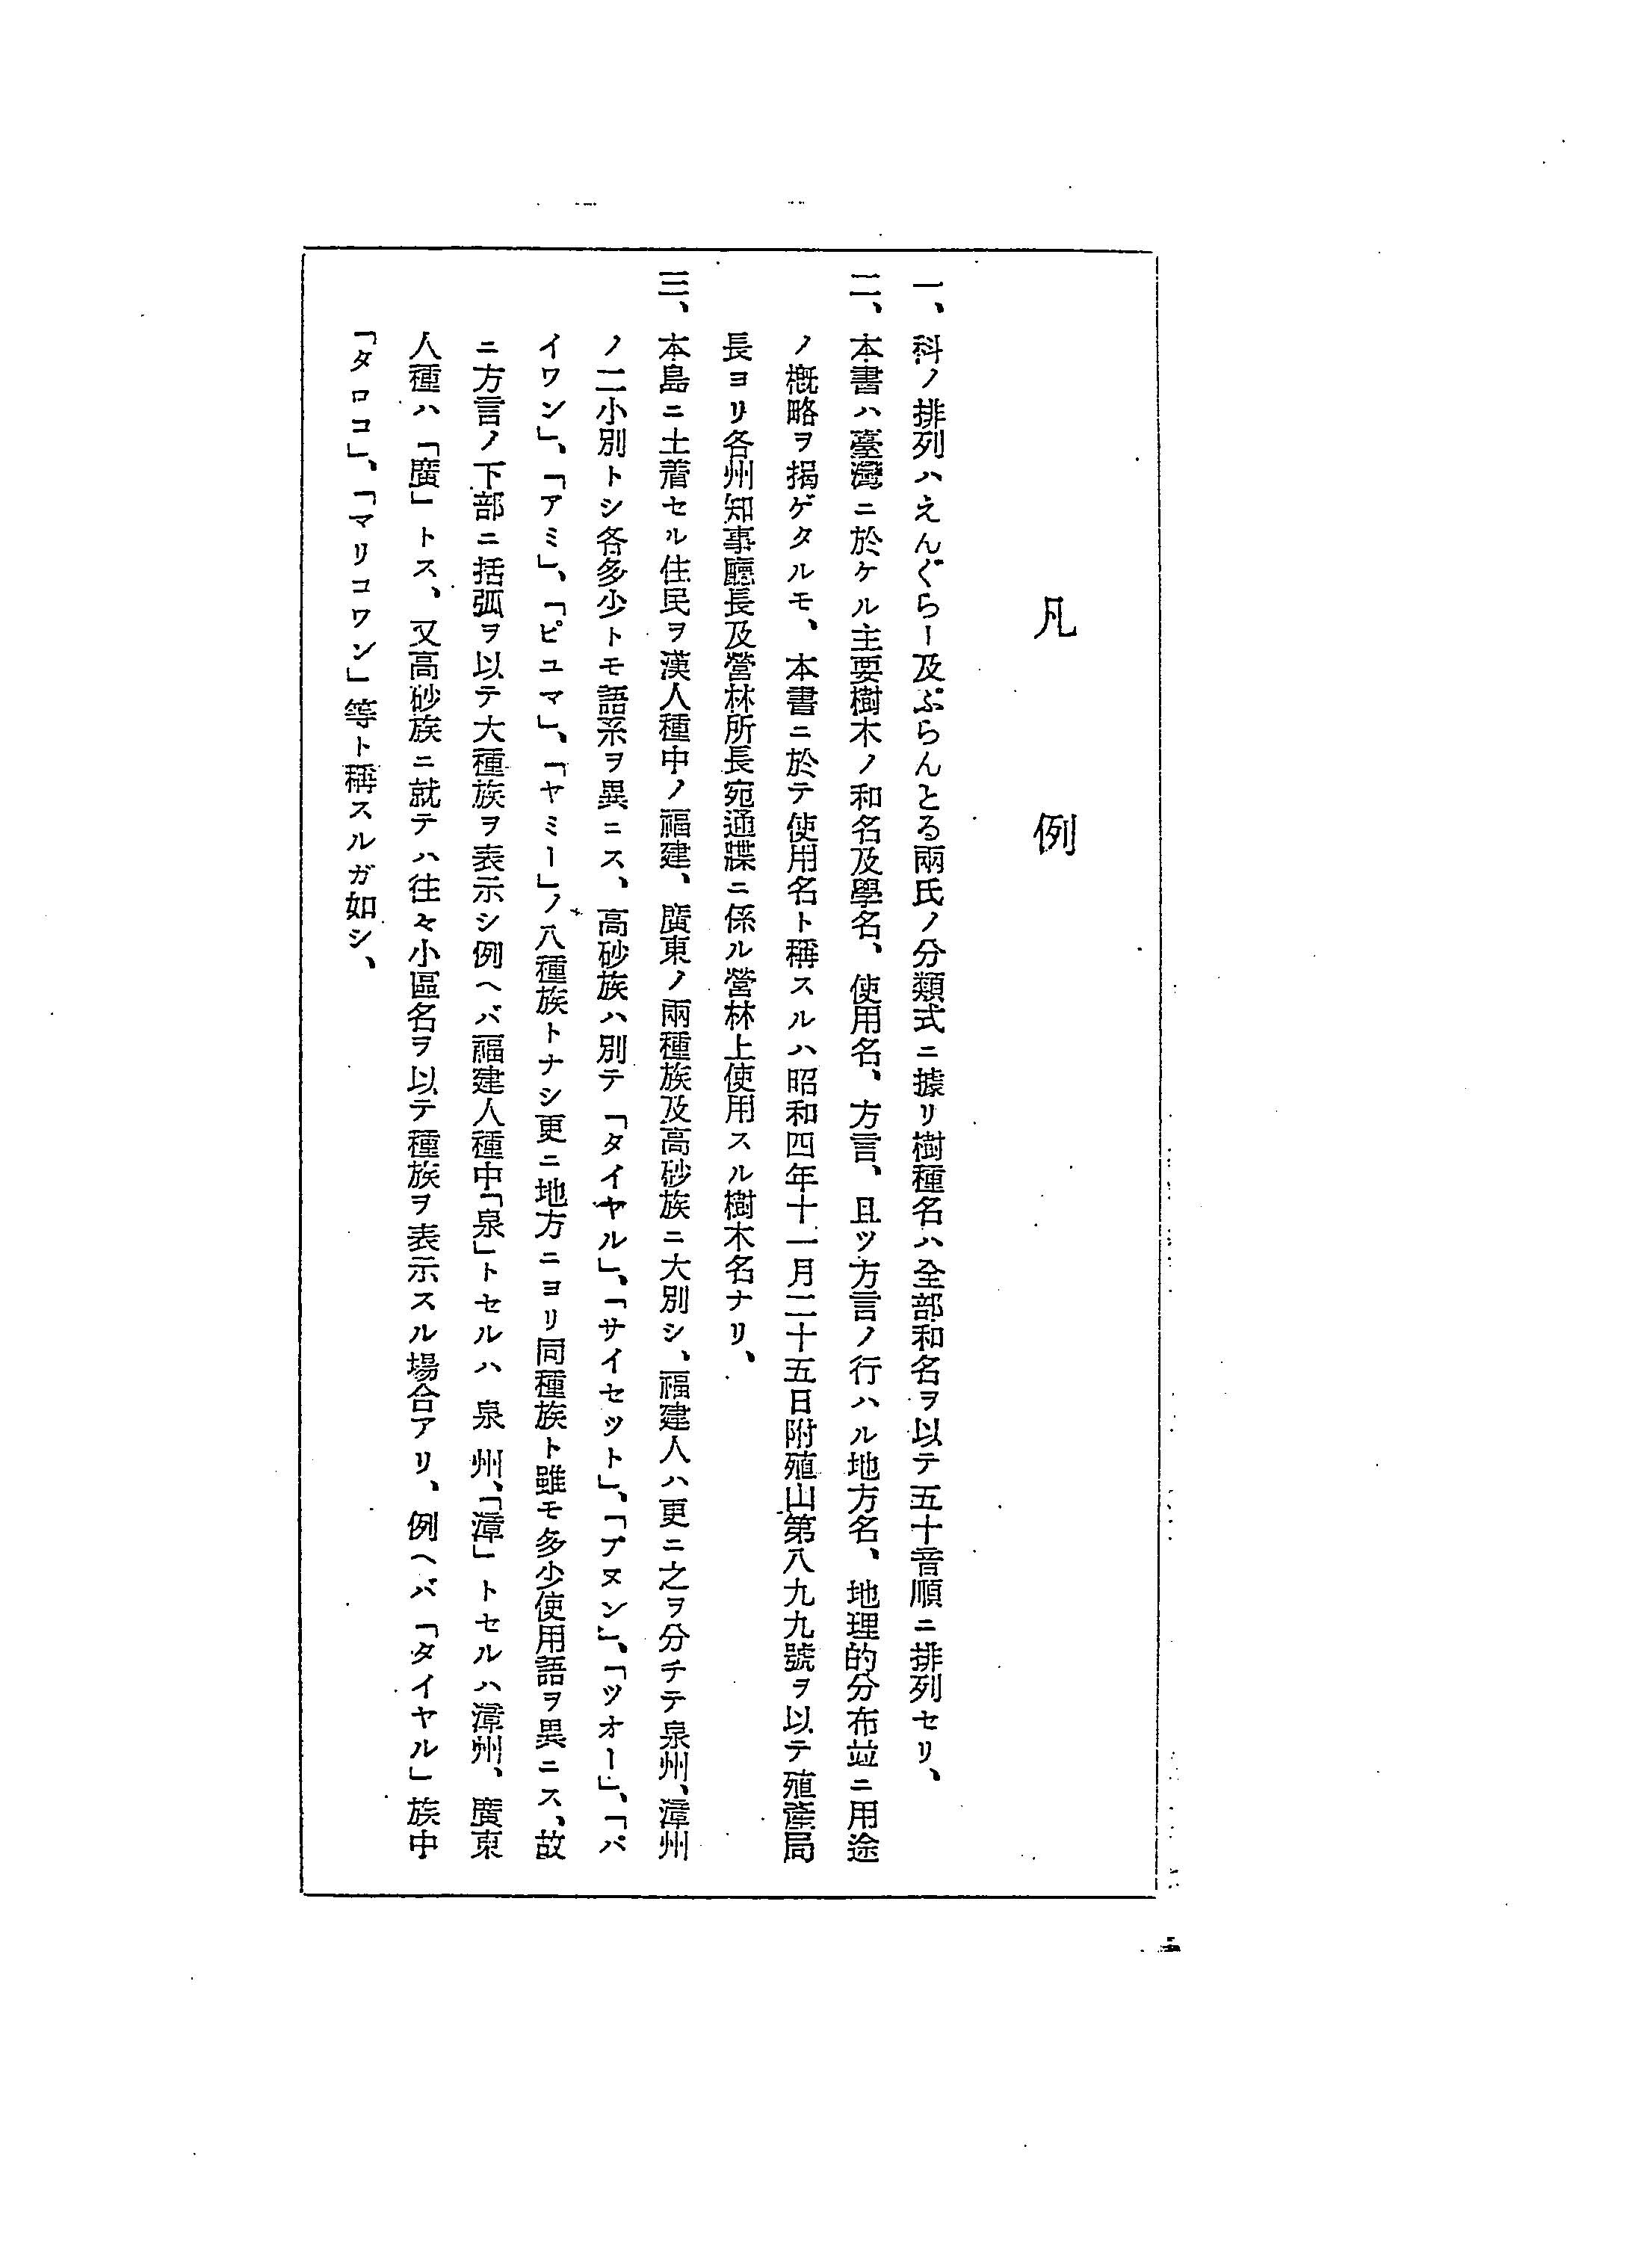 凡例
一、科ノ排列ハえんぐらー及ぷらんとる兩氏ノ分類式ニ據リ樹種名ハ全部和名ヲ以テ五十音順ニ排列セリ、
二、本書ハ臺灣ニ於ケル主要樹木ノ和名及學名、使用名、方言、且ツ方言ノ行ハル地方名、地理的分布並ニ用途
ノ槪略ヲ揭ゲタルモ、本書ニ於テ使用名ト稱スルハ昭和四年十一月二十五日附殖山第八九九號ヲ以テ殖產局
長ヨリ各州知事廳長及營林所長宛通牒ニ係ル營林上使用スル樹木名ナリ、
三、本島ニ土着セル住民ヲ漢人種中ノ福建、廣東ノ兩種族及高砂族ニ大別シ、福建人ハ更ニ之ヲ分チテ泉州、漳州
ノ二小別トシ各多少トモ語系ヲ異ニス、高砂族ハ別テ「タイヤル」、「サイセット」、「ブヌン」、「ツオー」、「パ
イワン」、「アミ」、「ピユマ」、「ヤミー」ノ八種族トナシ更ニ地方ニヨリ同種族ト雖モ多少使用語ヲ異ニス、故
ニ方言ノ下部ニ括弧ヲ以テ大種族ヲ表示シ例ヘバ福建人種中「泉」トセルハ泉州、「漳」トセルハ漳州、廣東
人種ハ「廣」トス、又高砂族ニ就テハ往々小區名ヲ以テ種族ヲ表示スル場合アリ、例ヘバ「タイヤル」族中
「タロコ」、「マリコワン」等ト稱スルガ如シ、